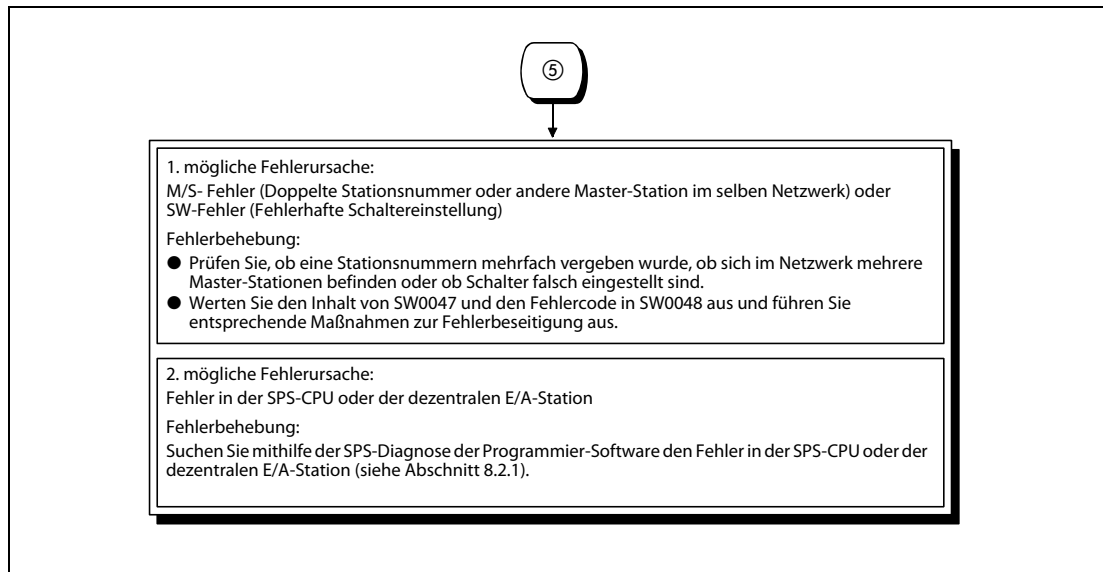 ⑤
1. mögliche Fehlerursache:
M/S- Fehler (Doppelte Stationsnummer oder andere Master-Station im selben Netzwerk) oder
SW-Fehler (Fehlerhafte Schaltereinstellung)
Fehlerbehebung:
● Prüfen Sie, ob eine Stationsnummern mehrfach vergeben wurde, ob sich im Netzwerk mehrere
Master-Stationen befinden oder ob Schalter falsch eingestellt sind.
● Werten Sie den Inhalt von SW0047 und den Fehlercode in SW0048 aus und führen Sie
entsprechende Maßnahmen zur Fehlerbeseitigung aus.
2. mögliche Fehlerursache:
Fehler in der SPS-CPU oder der dezentralen E/A-Station
Fehlerbehebung:
Suchen Sie mithilfe der SPS-Diagnose der Programmier-Software den Fehler in der SPS-CPU oder der
dezentralen E/A-Station (siehe Abschnitt 8.2.1).